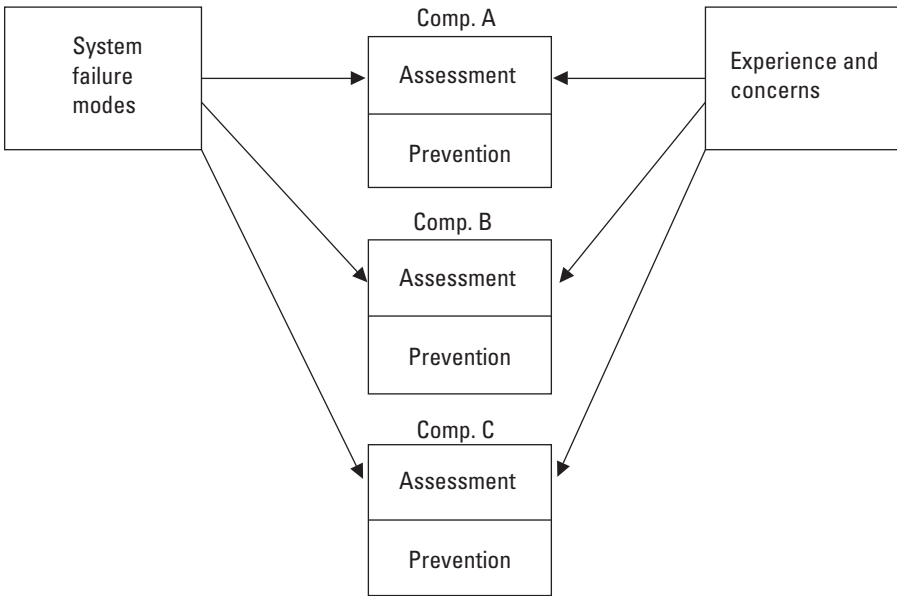 System
failure
modes
Comp. A
Assessment
Prevention
Experience and
concerns
Comp. B
Assessment
Prevention
Comp. C
Assessment
Prevention